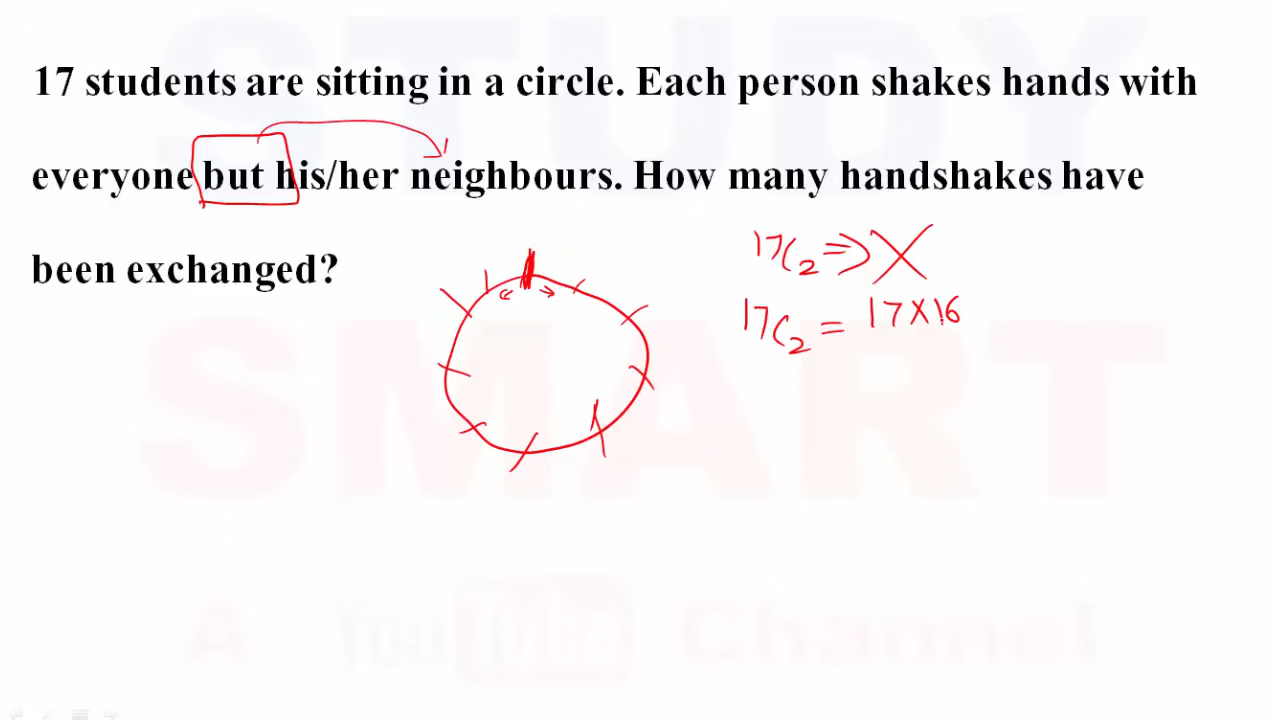 17 students are sitting in a circle. Each person shakes hands with
everyone but his/her neighbours. How many handshakes have
been exchanged?
17C2 ⇒ X
17C2 = 17X16
STUDY
SMART
A YouTube Channel